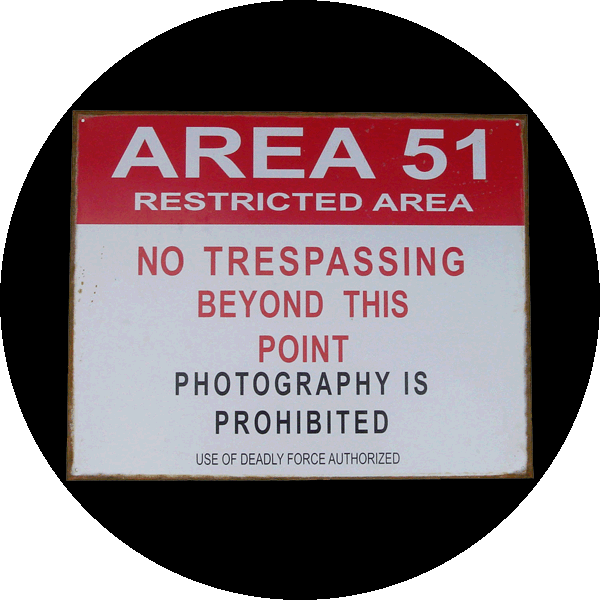 AREA 51
RESTRICTED AREA
NO TRESPASSING
BEYOND THIS
POINT
PHOTOGRAPHY IS
PROHIBITED
USE OF DEADLY FORCE AUTHORIZED